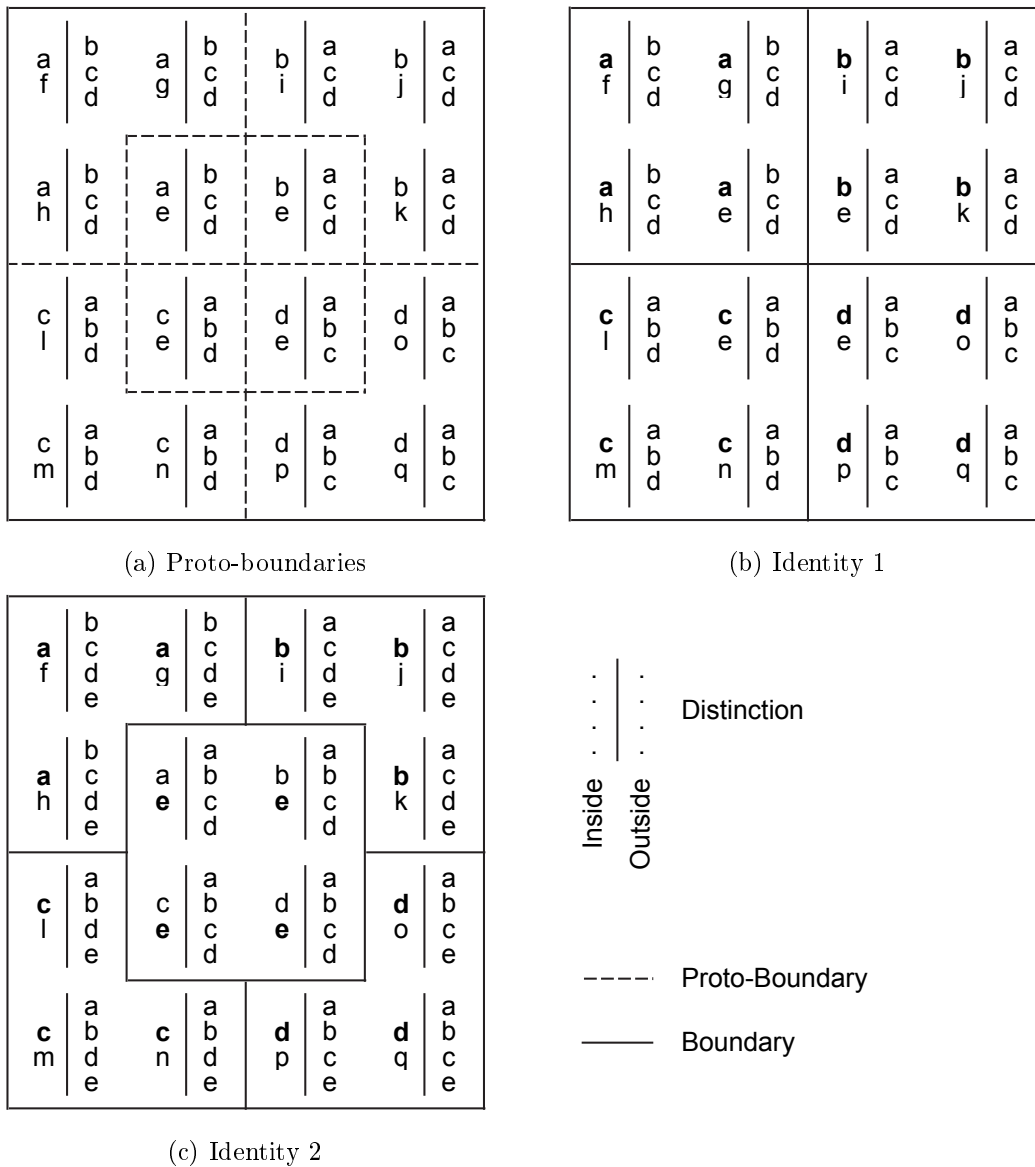 b b a a
a a b b
c c c c
f g i j
d d d d
b b a a
a a b b
c c c c
h e e k
d d d d
a a a a
c c d d
b b b b
l e e o
d d c c
a a a a
c c d d
b b b b
m n p q
d d c c
(a) Proto-boundaries
b b a a
a a b b
c c c c
f g i j
d d d d
b b a a
a a b b
c c c c
h e e k
d d d d
a a a a
c c d d
b b b b
l e e o
d d c c
a a a a
c c d d
b b b b
m n p q
d d c c
(b) Identity 1
b b a a
a c a c b c b c
f d g d i d j d
e e e e
b a a a
a c a b b b b c
h d e c e c k d
e d d e
a a a a
c b c b d b d b
l d e c e c o c
e d d e
a a a a
c b c b d b d b
m d n d p c q c
e e e e
(c) Identity 2
Distinction
Inside
Outside
Proto-Boundary
Boundary